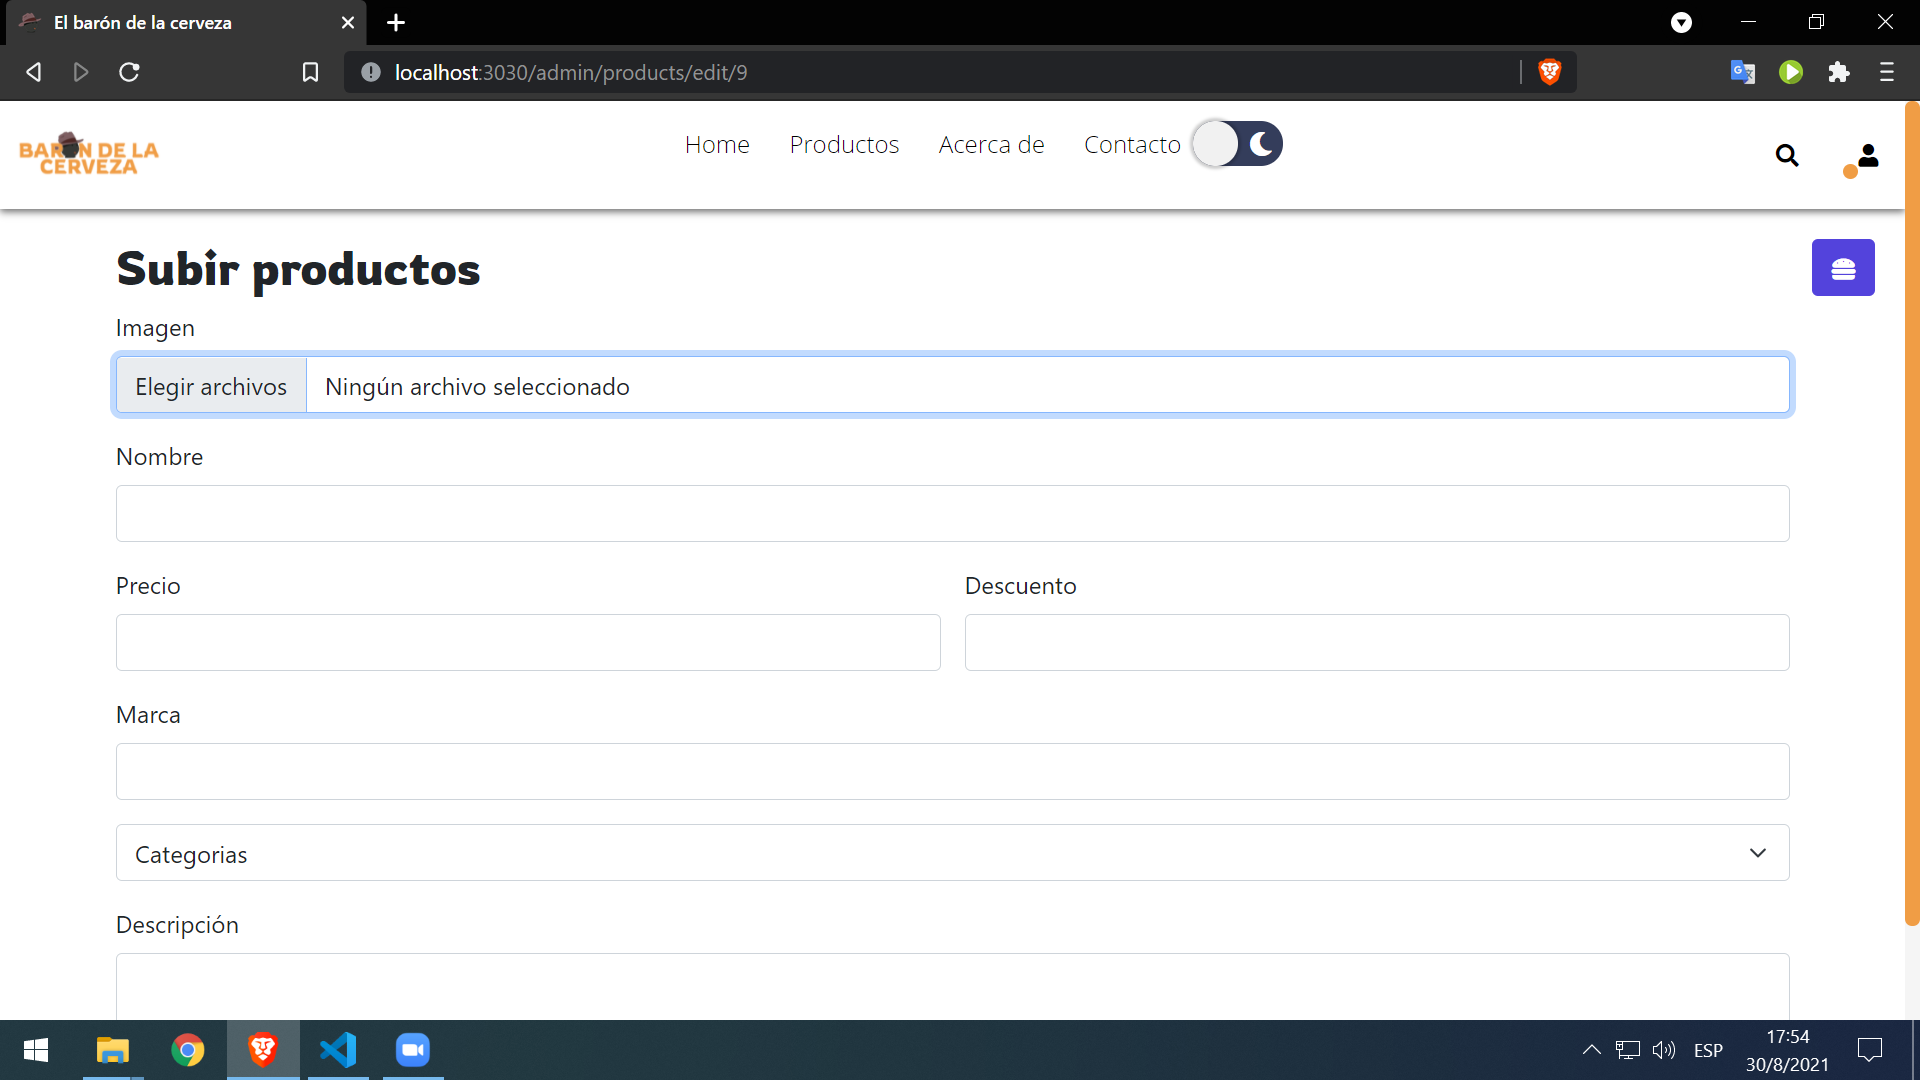 El barón de la cerveza
localhost:3030/admin/products/edit/9
BARÓN DE LA
CERVEZA
Home Productos Acerca de Contacto
Subir productos
Imagen
Elegir archivos Ningún archivo seleccionado
Nombre
Precio Descuento
Marca
Categorias
Descripción
ESP
17:54
30/8/2021